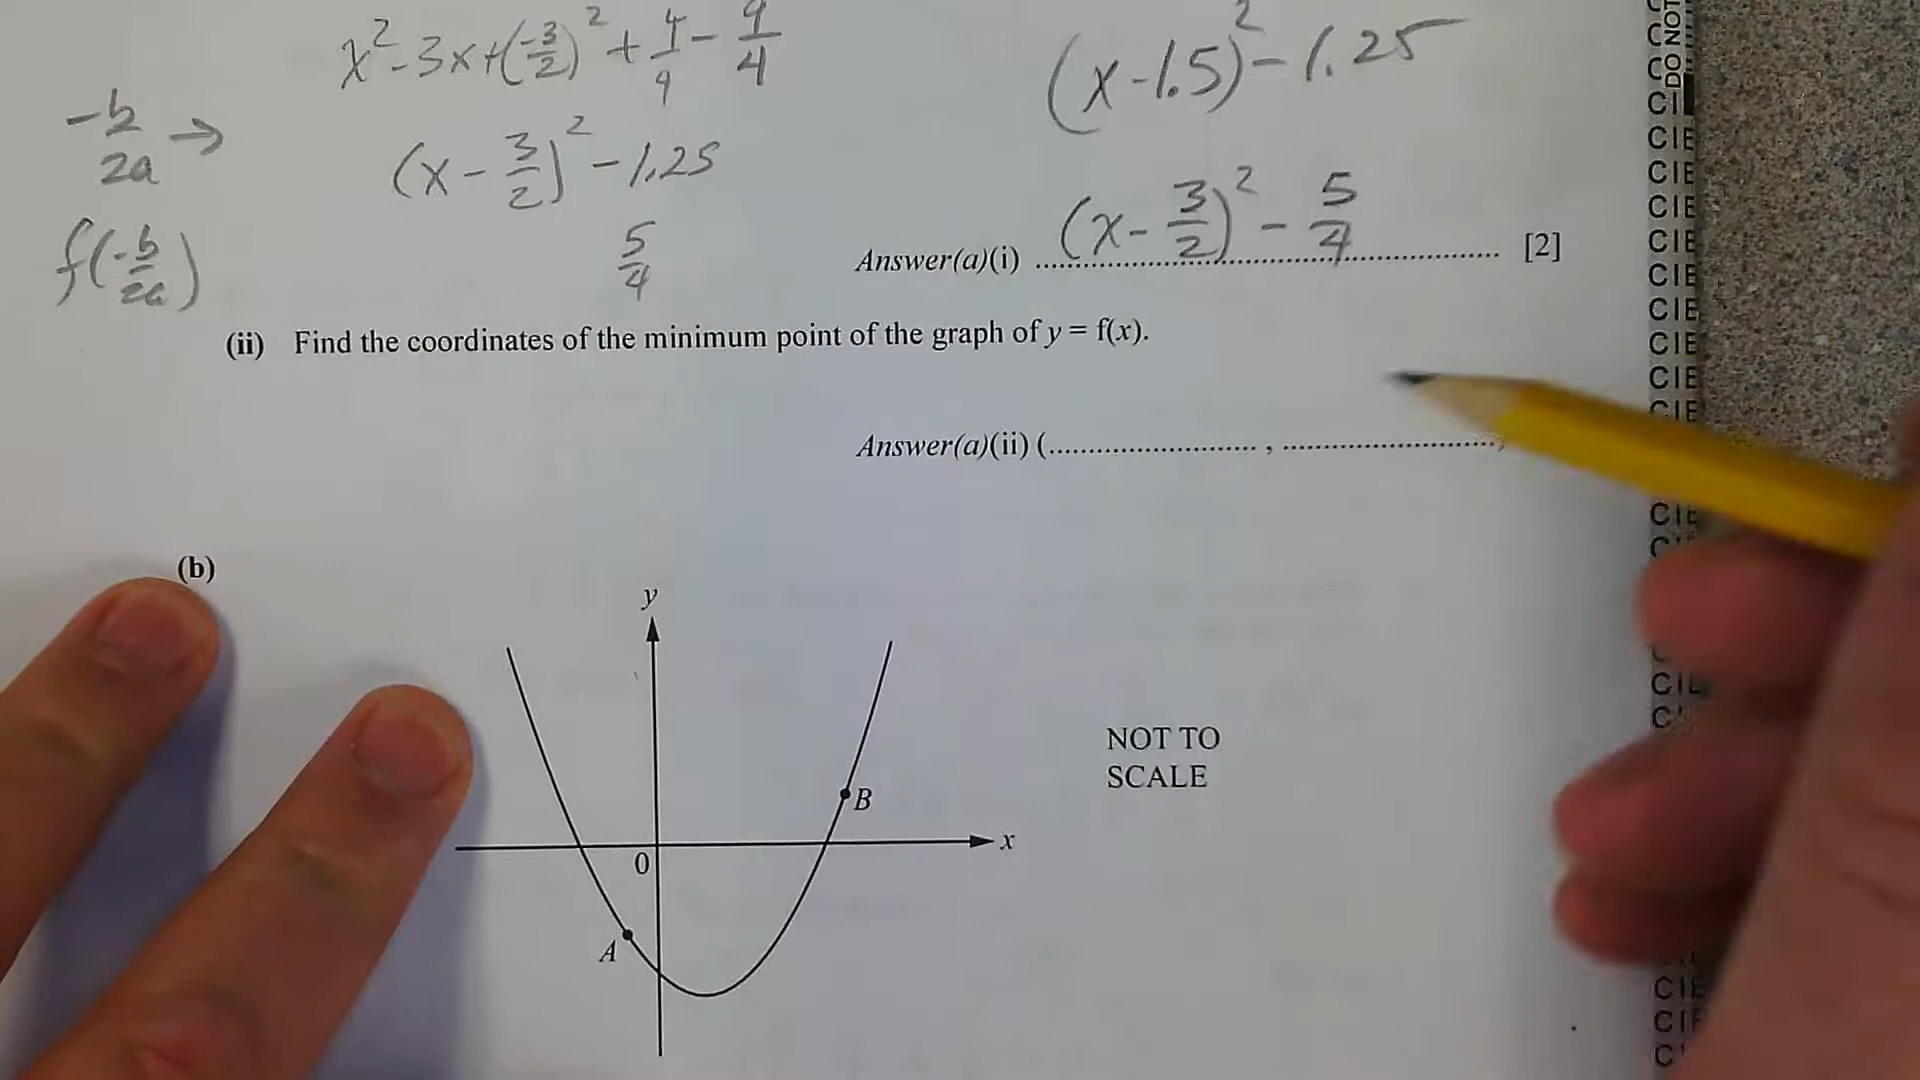 x² - 3x + (-3/2)² + 4/9 - 9/4
(x - 1.5)² - 1.25
-b/2a →
(x - 3/2)² - 1.25
f(-b/2a)
5/4
Answer(a)(i) (x - 3/2)² - 5/4 [2]
(ii) Find the coordinates of the minimum point of the graph of y = f(x).
Answer(a)(ii) (.........................., ..........................
(b)
y
NOT TO
SCALE
B
x
0
A
DO NOT
CIE
CIE
CIE
CIE
CIE
CIE
CIE
CIE
CIE
CIE